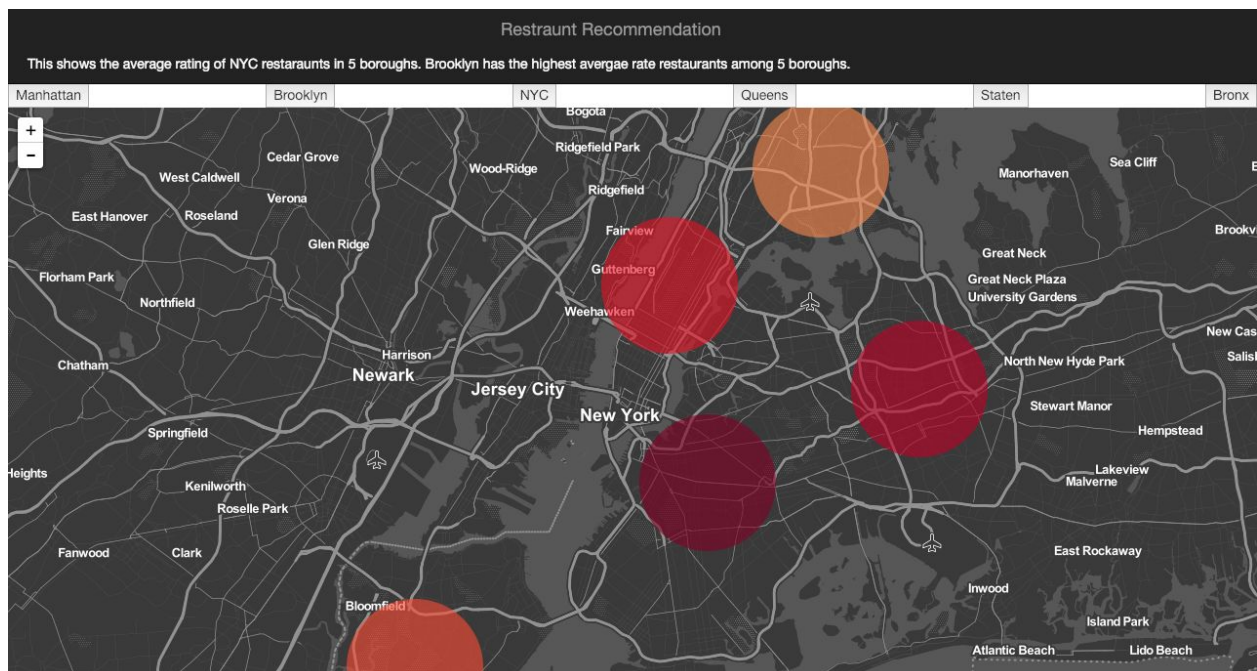 Restraunt Recommendation
This shows the average rating of NYC restaraunts in 5 boroughs. Brooklyn has the highest avergae rate restaurants among 5 boroughs.
Manhattan Brooklyn NYC Queens Staten Bronx
+
−
Bogota
Ridgefield Park
Cedar Grove
Wood-Ridge
Sea Cliff
Manorhaven
West Caldwell
Ridgefield
Verona
East Hanover
Roseland
Fairview
Glen Ridge
Great Neck
Guttenberg
Florham Park
Great Neck Plaza
University Gardens
Northfield
Weehawken
Harrison
North New Hyde Park
Chatham
Newark
Jersey City
Stewart Manor
New York
Springfield
Hempstead
Heights
Lakeview
Malverne
Kenilworth
Roselle Park
Fanwood
Clark
East Rockaway
Inwood
Bloomfield
Island Park
Atlantic Beach
Lido Beach